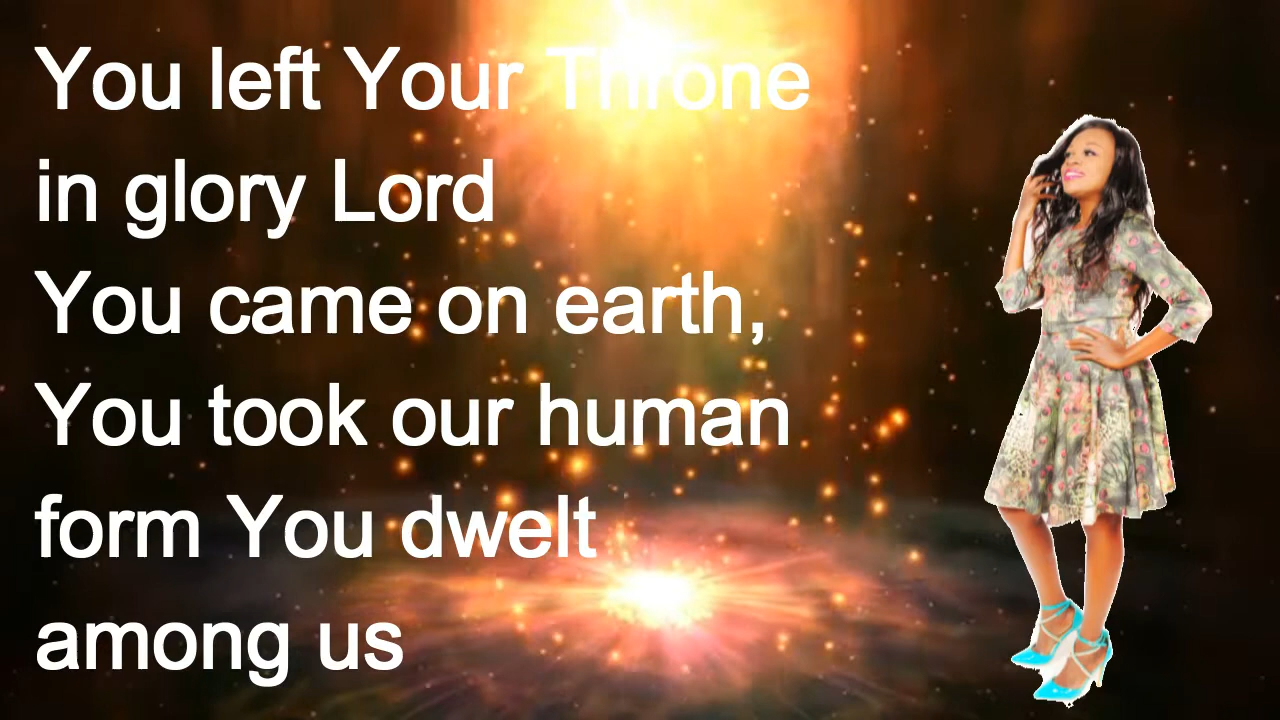 You left Your Throne
in glory Lord
You came on earth,
You took our human
form You dwelt
among us